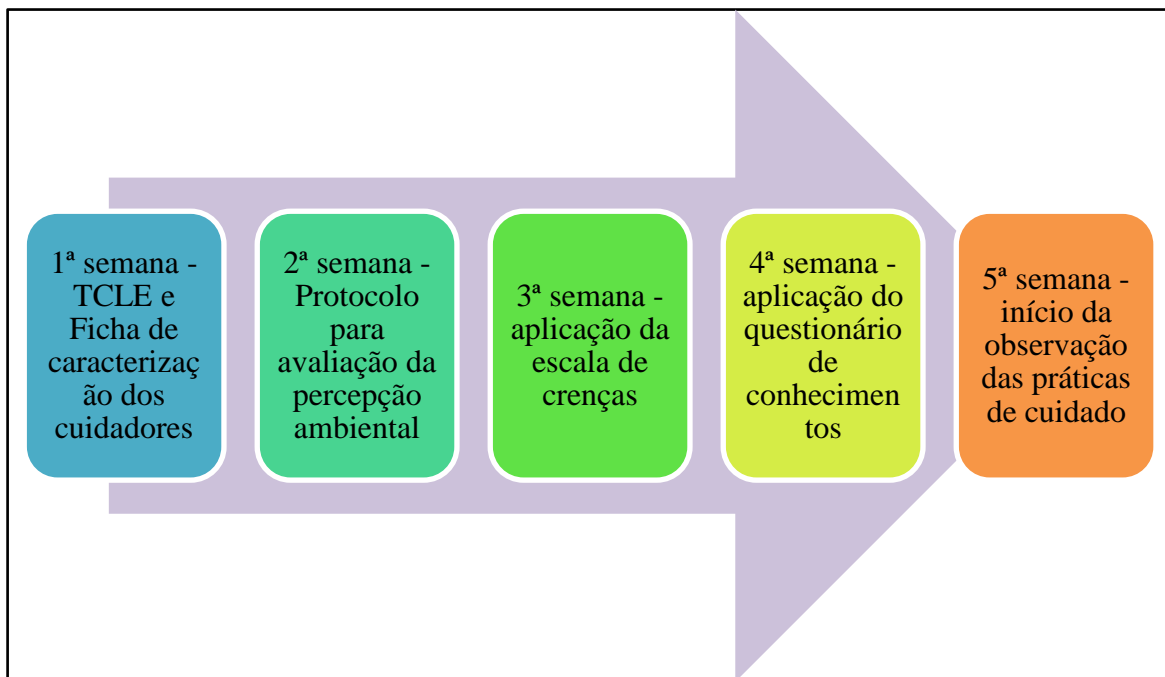 1ª semana -
TCLE e
Ficha de
caracterizaç
ão dos
cuidadores
2ª semana -
Protocolo
para
avaliação da
percepção
ambiental
3ª semana -
aplicação da
escala de
crenças
4ª semana -
aplicação do
questionário
de
conhecimen
tos
5ª semana -
início da
observação
das práticas
de cuidado